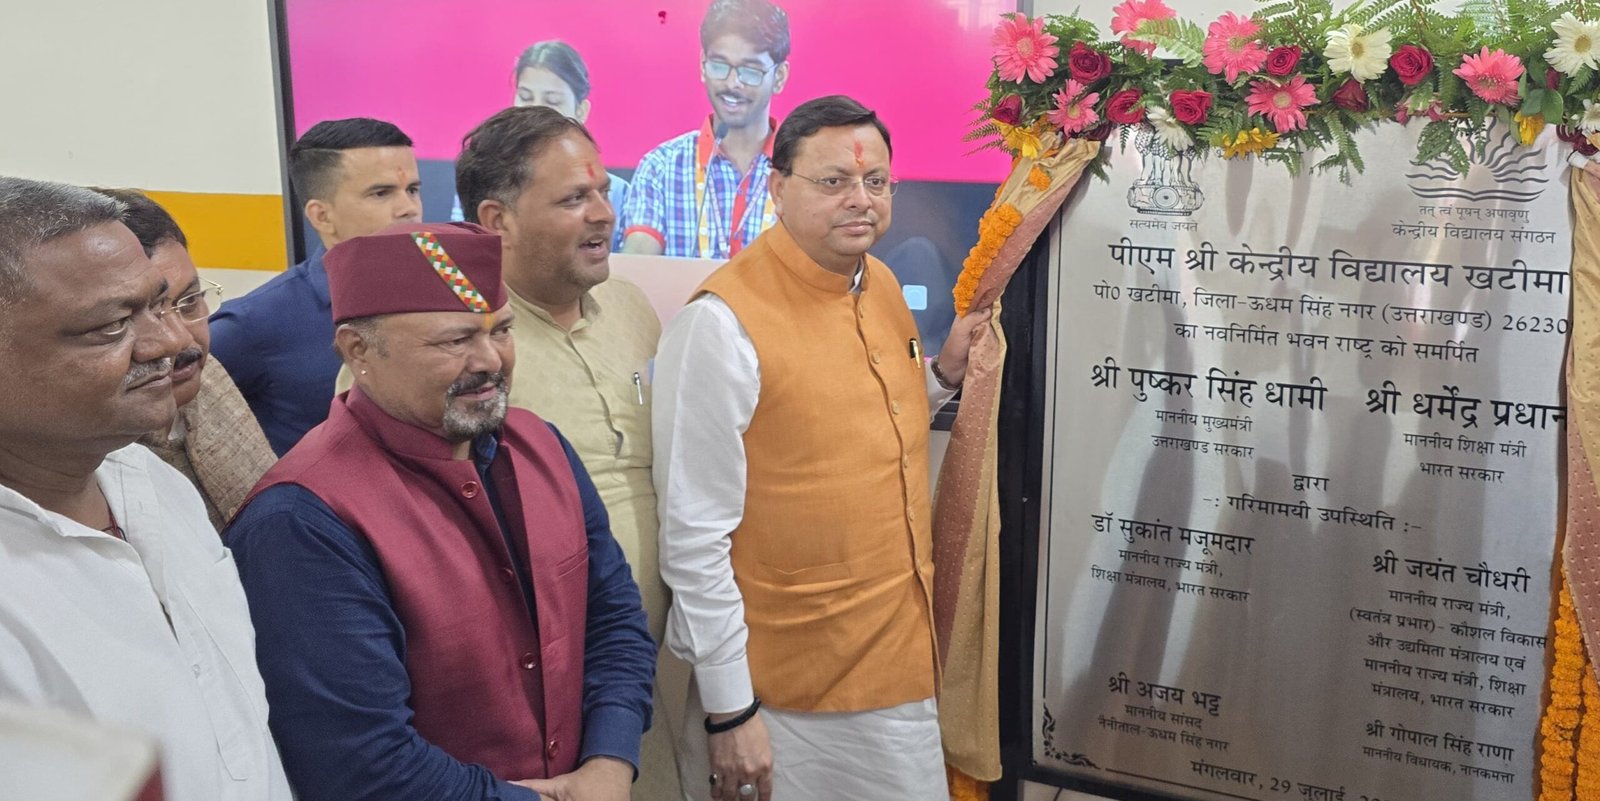 सत्यमेव जयते
तत् त्वं पूषन् अपावृणु
केन्द्रीय विद्यालय संगठन
पीएम श्री केन्द्रीय विद्यालय खटीमा
पो0 खटीमा, जिला-ऊधम सिंह नगर (उत्तराखण्ड) 26230
का नवनिर्मित भवन राष्ट्र को समर्पित
श्री पुष्कर सिंह धामी
माननीय मुख्यमंत्री
उत्तराखण्ड सरकार
श्री धर्मेंद्र प्रधान
माननीय शिक्षा मंत्री
भारत सरकार
द्वारा
-: गरिमामयी उपस्थिति :-
डॉ सुकांत मजूमदार
माननीय राज्य मंत्री,
शिक्षा मंत्रालय, भारत सरकार
श्री जयंत चौधरी
माननीय राज्य मंत्री,
(स्वतंत्र प्रभार)- कौशल विकास
और उद्यमिता मंत्रालय एवं
माननीय राज्य मंत्री, शिक्षा
मंत्रालय, भारत सरकार
श्री अजय भट्ट
माननीय सांसद
नैनीताल-ऊधम सिंह नगर
श्री गोपाल सिंह राणा
माननीय विधायक, नानकमत्ता
मंगलवार, 29 जुलाई,